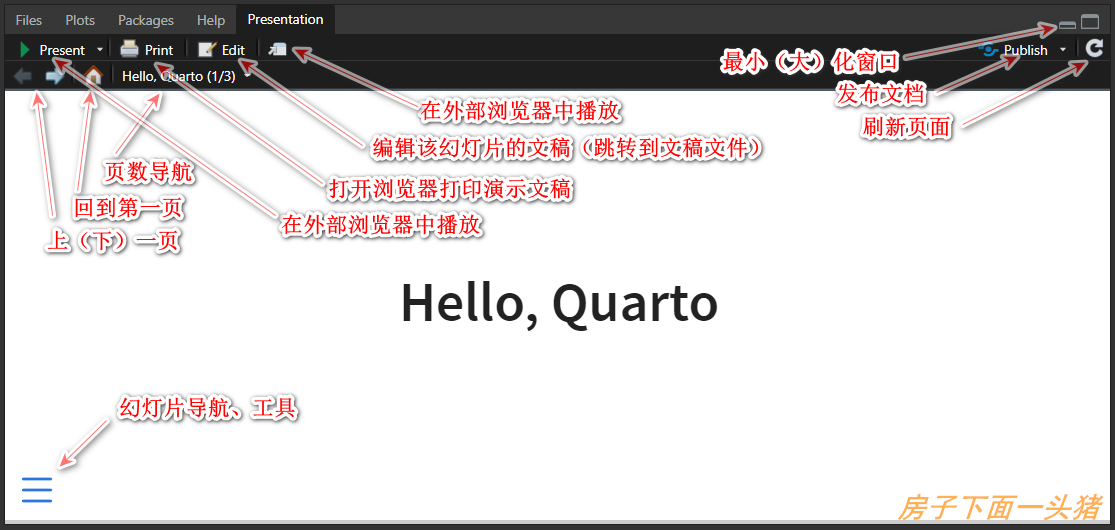 Files Plots Packages Help Presentation
Present Print Edit Publish
Hello, Quarto (1/3)
最小（大）化窗口
发布文档
刷新页面
在外部浏览器中播放
编辑该幻灯片的文稿（跳转到文稿文件）
页数导航
打开浏览器打印演示文稿
回到第一页
在外部浏览器中播放
上（下）一页
Hello, Quarto
幻灯片导航、工具
房子下面一头猪